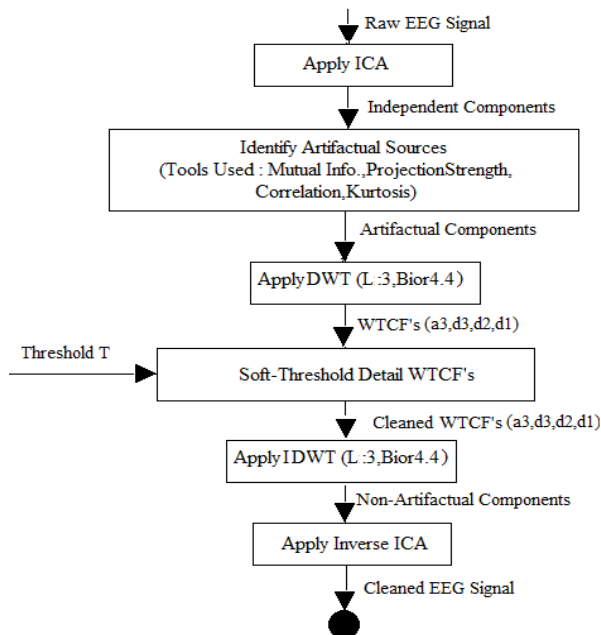 Raw EEG Signal
Apply ICA
Independent Components
Identify Artifactual Sources
(Tools Used : Mutual Info.,ProjectionStrength,
Correlation,Kurtosis)
Artifactual Components
Apply DWT (L :3,Bior4.4 )
WTCF's (a3,d3,d2,d1)
Threshold T
Soft-Threshold Detail WTCF's
Cleaned WTCF's (a3,d3,d2,d1)
Apply IDWT (L :3,Bior4.4 )
Non-Artifactual Components
Apply Inverse ICA
Cleaned EEG Signal